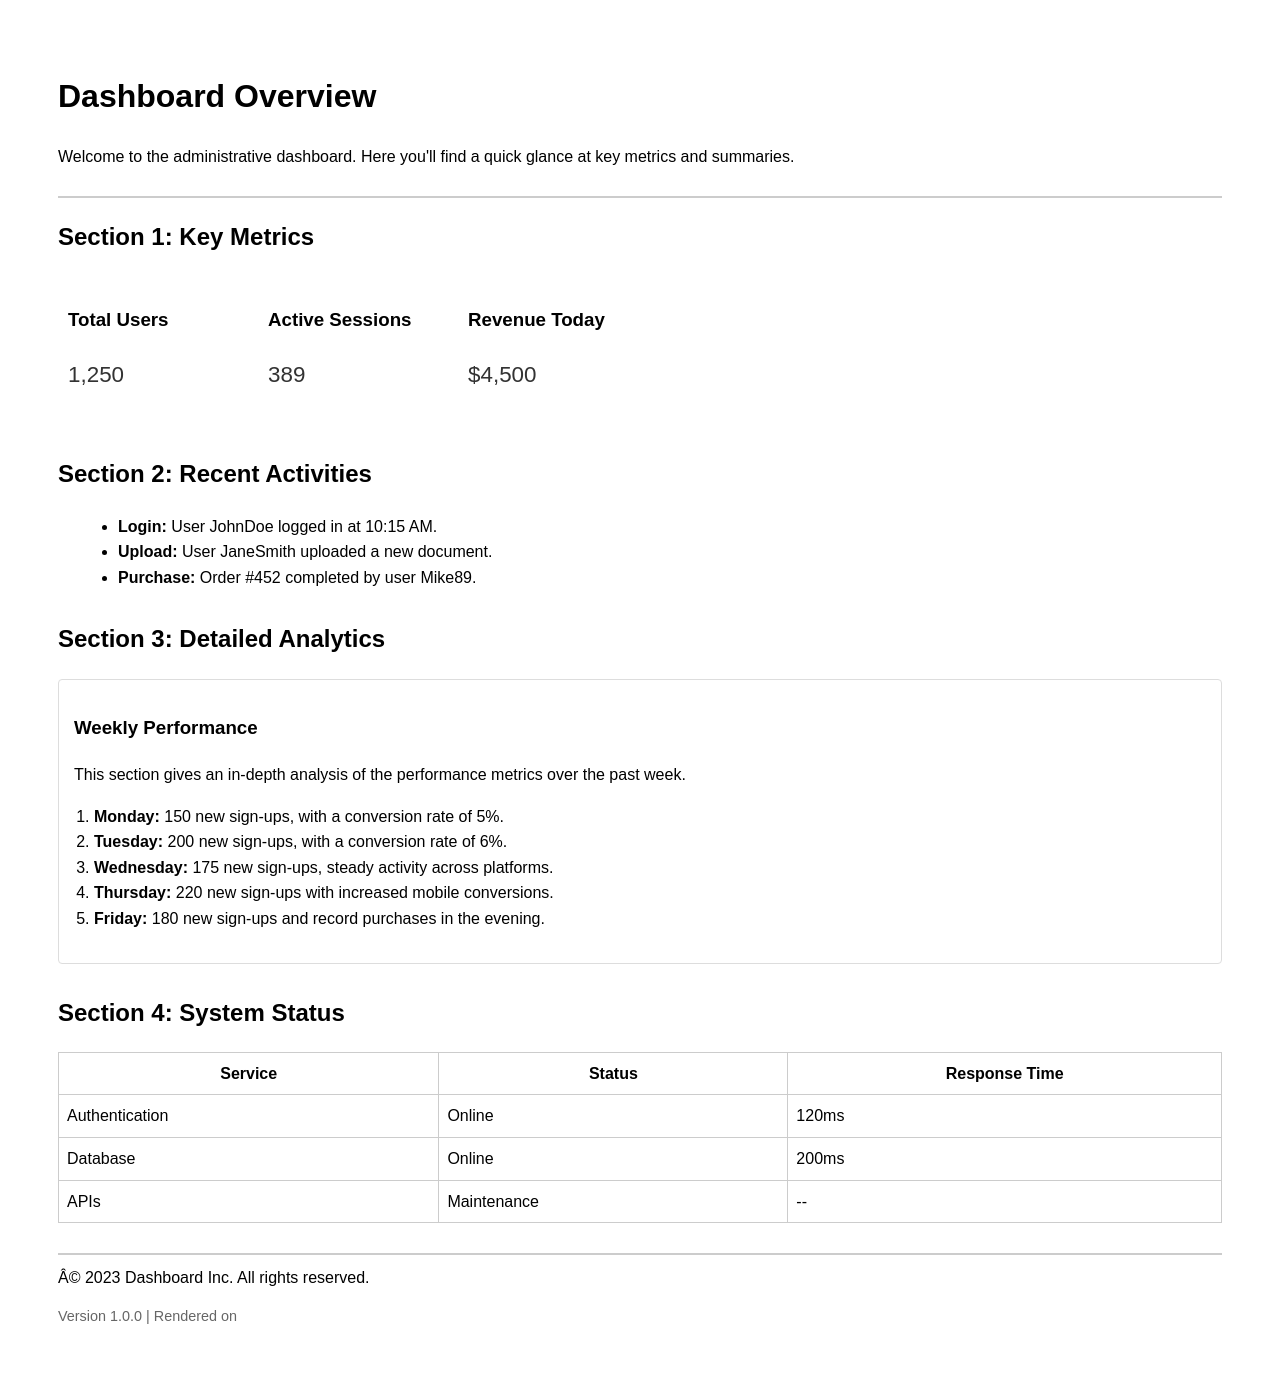 Dashboard Overview
Welcome to the administrative dashboard. Here you'll find a quick glance at key metrics and summaries.
Section 1: Key Metrics
Total Users
1,250
Active Sessions
389
Revenue Today
$4,500
Section 2: Recent Activities
• Login: User JohnDoe logged in at 10:15 AM.
• Upload: User JaneSmith uploaded a new document.
• Purchase: Order #452 completed by user Mike89.
Section 3: Detailed Analytics
Weekly Performance
This section gives an in-depth analysis of the performance metrics over the past week.
1. Monday: 150 new sign-ups, with a conversion rate of 5%.
2. Tuesday: 200 new sign-ups, with a conversion rate of 6%.
3. Wednesday: 175 new sign-ups, steady activity across platforms.
4. Thursday: 220 new sign-ups with increased mobile conversions.
5. Friday: 180 new sign-ups and record purchases in the evening.
Section 4: System Status
Service Status Response Time
Authentication Online 120ms
Database Online 200ms
APIs Maintenance --
Â© 2023 Dashboard Inc. All rights reserved.
Version 1.0.0 | Rendered on